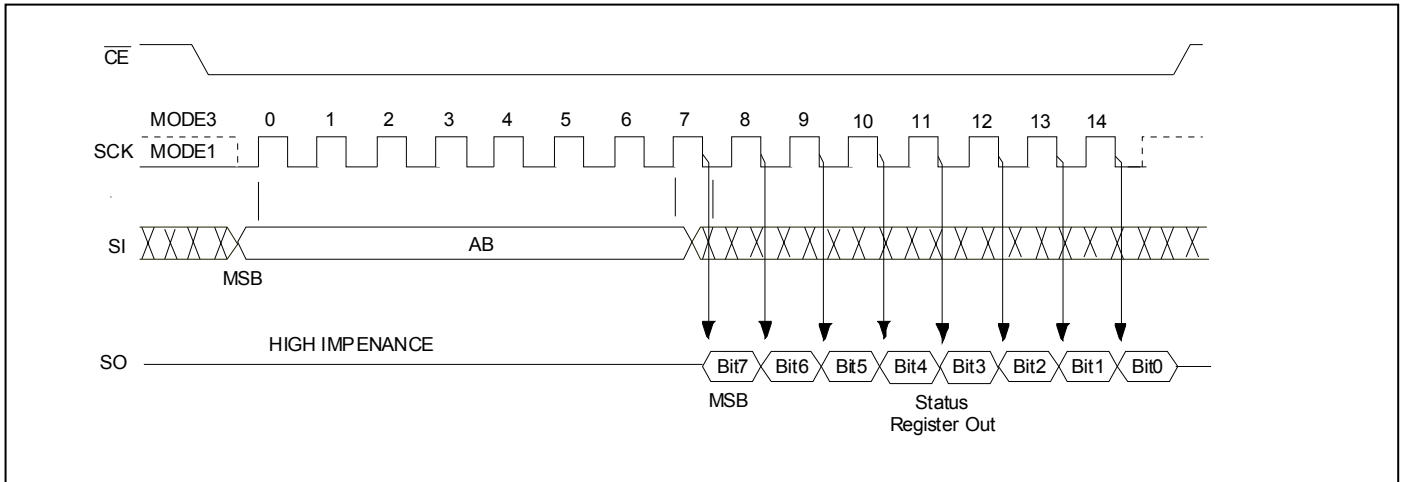 CE
MODE3 0 1 2 3 4 5 6 7 8 9 10 11 12 13 14
SCK MODE1
SI AB
MSB
HIGH IMPENANCE
SO Bit7 Bit6 Bit5 Bit4 Bit3 Bit2 Bit1 Bit0
MSB Status
Register Out